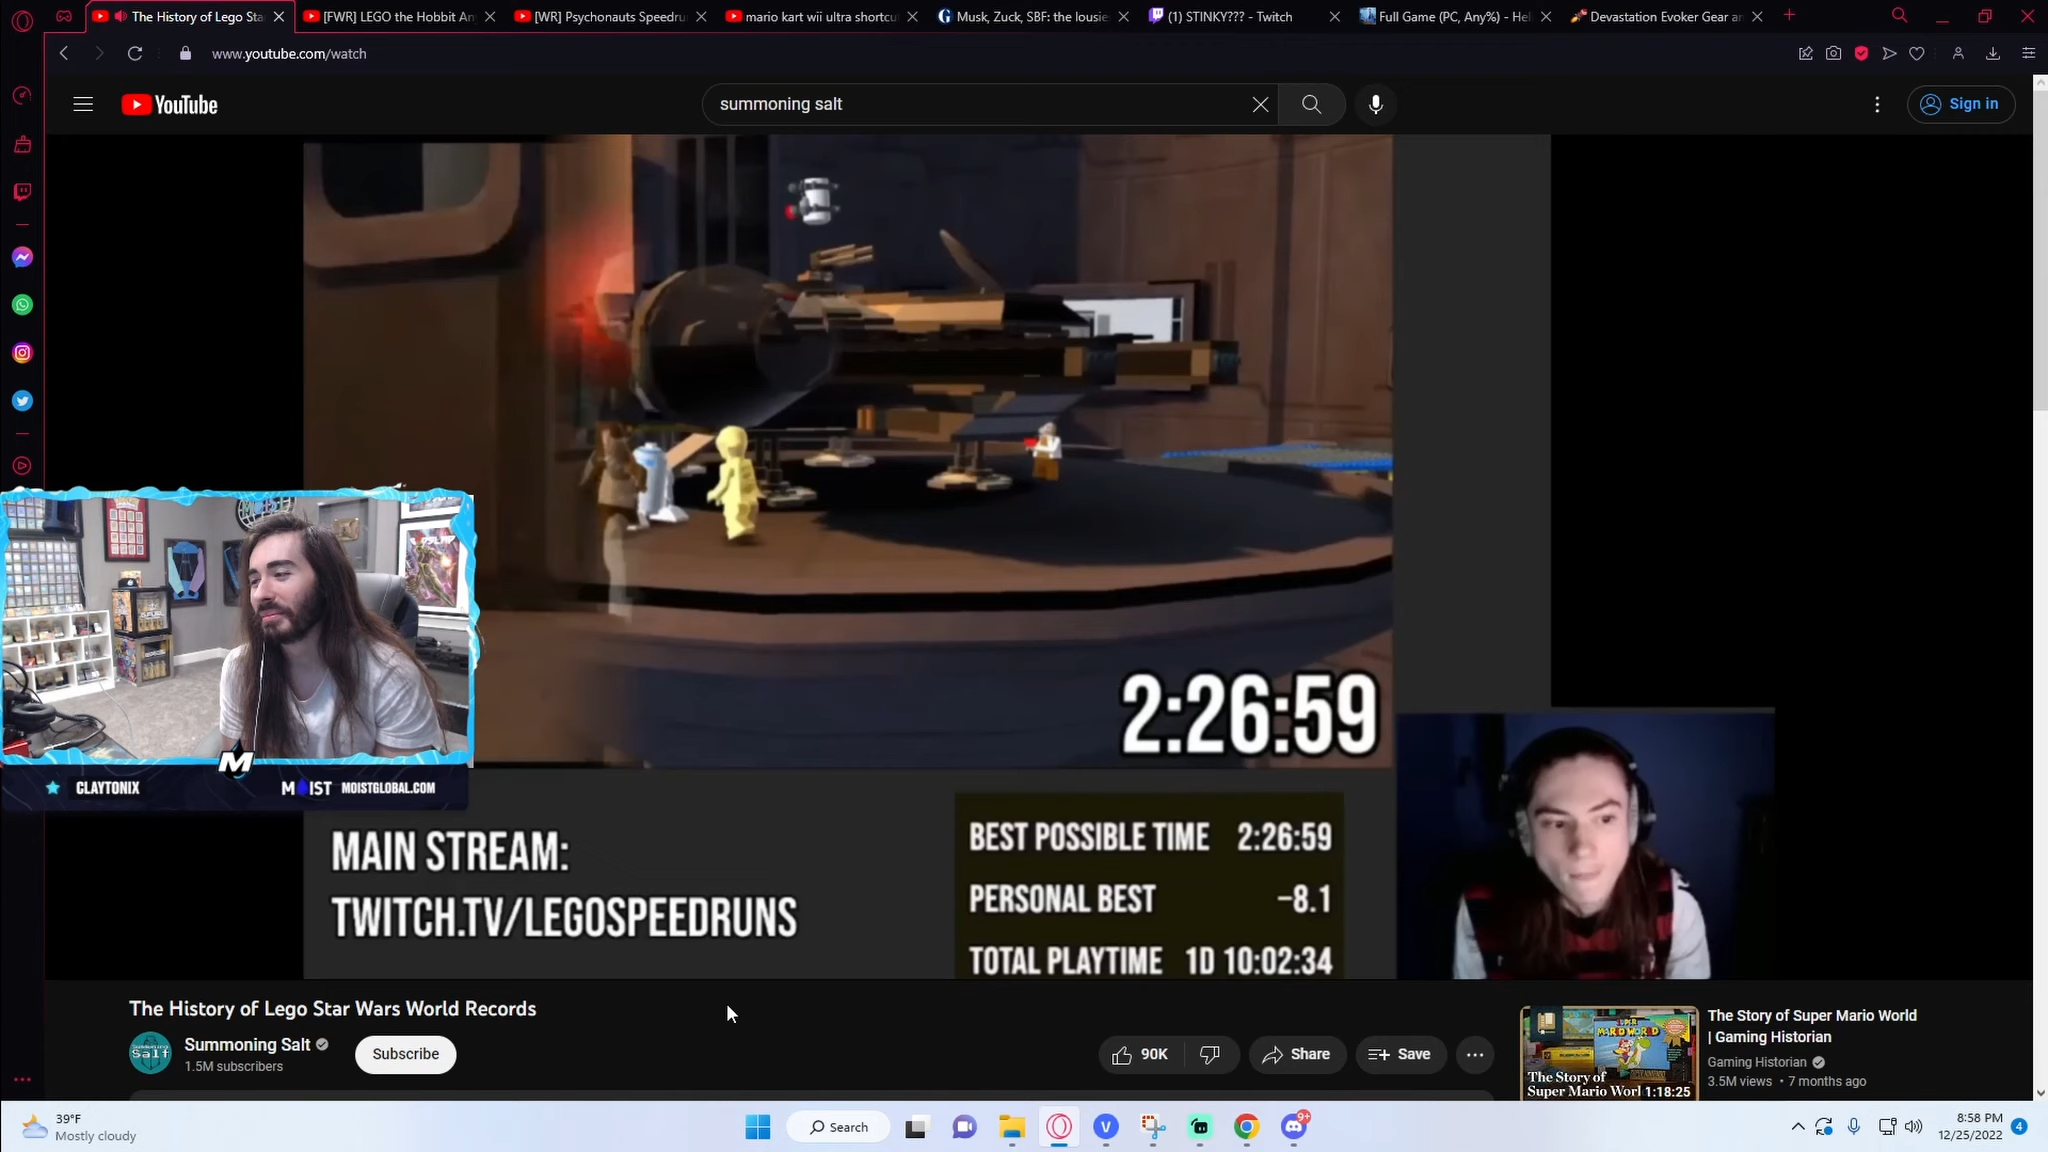 The History of Lego Sta
[FWR] LEGO the Hobbit An
[WR] Psychonauts Speedru
mario kart wii ultra shortcut
Musk, Zuck, SBF: the lousie
(1) STINKY??? - Twitch
Full Game (PC, Any%) - Hel
Devastation Evoker Gear an
www.youtube.com/watch
YouTube
summoning salt
Sign in
2:26:59
M
CLAYTONIX
MOIST
MOISTGLOBAL.COM
MAIN STREAM:
TWITCH.TV/LEGOSPEEDRUNS
BEST POSSIBLE TIME 2:26:59
PERSONAL BEST -8.1
TOTAL PLAYTIME 1D 10:02:34
The History of Lego Star Wars World Records
Salt
Summoning Salt
1.5M subscribers
Subscribe
90K
Share
Save
The Story of
Super Mario Worl
1:18:25
The Story of Super Mario World
| Gaming Historian
Gaming Historian
3.5M views • 7 months ago
39°F
Mostly cloudy
Search
V
9+
8:58 PM
12/25/2022
4